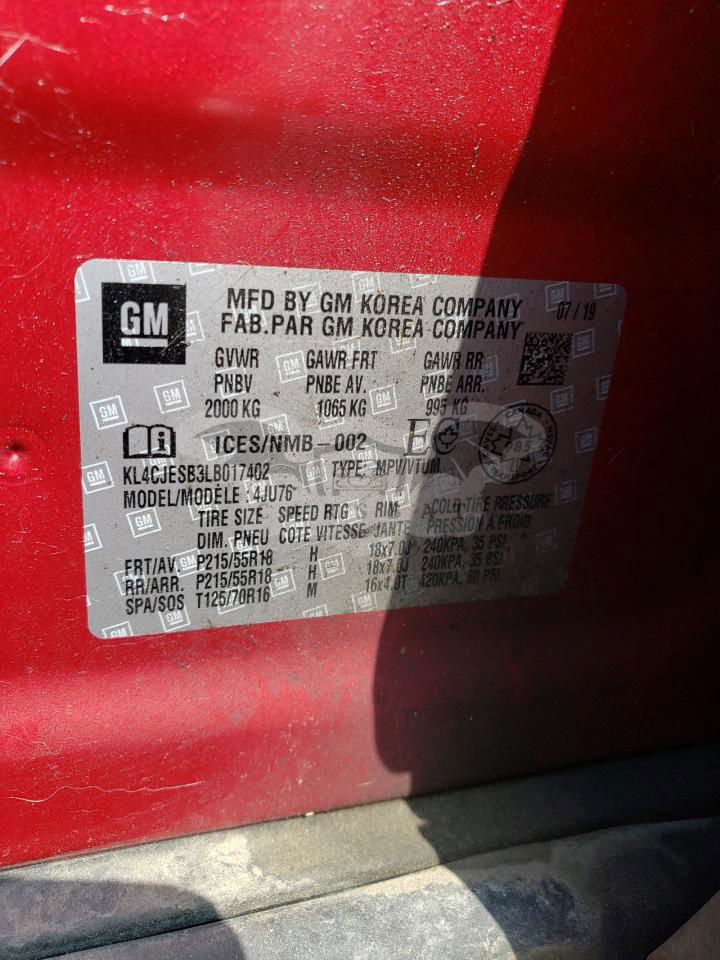 GM
MFD BY GM KOREA COMPANY 07/19
FAB.PAR GM KOREA COMPANY
GVWR GAWR FRT GAWR RR
PNBV PNBE AV. PNBE ARR.
2000 KG 1065 KG 995 KG
ICES/NMB-002 EC
KL4CJESB3LB017402 TYPE: MPV/VTUM
MODEL/MODÈLE : 4JU76
TIRE SIZE SPEED RTG RIM COLD TIRE PRESSURE
DIM. PNEU COTE VITESSE JANTE PRESSION À FROID
FRT/AV. P215/55R18 H 18x7.0J 240KPA, 35 PSI
RR/ARR. P215/55R18 H 18x7.0J 240KPA, 35 PSI
SPA/SOS T125/70R16 M 16x4.0T 420KPA, 60 PSI